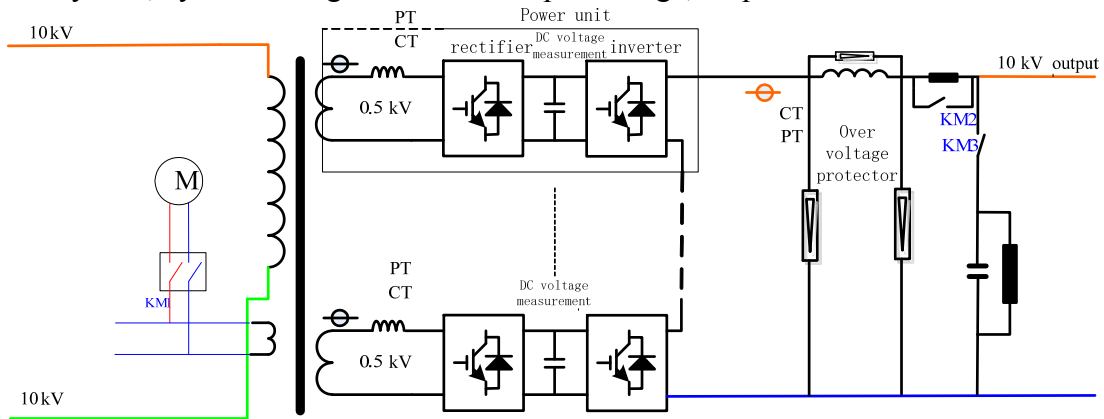 10kV
PT
CT
Power unit
rectifier
DC voltage
measurement
inverter
0.5 kV
10 kV output
CT
PT
Over
voltage
protector
KM2
KM3
M
KM1
PT
CT
DC voltage
measurement
0.5 kV
10kV